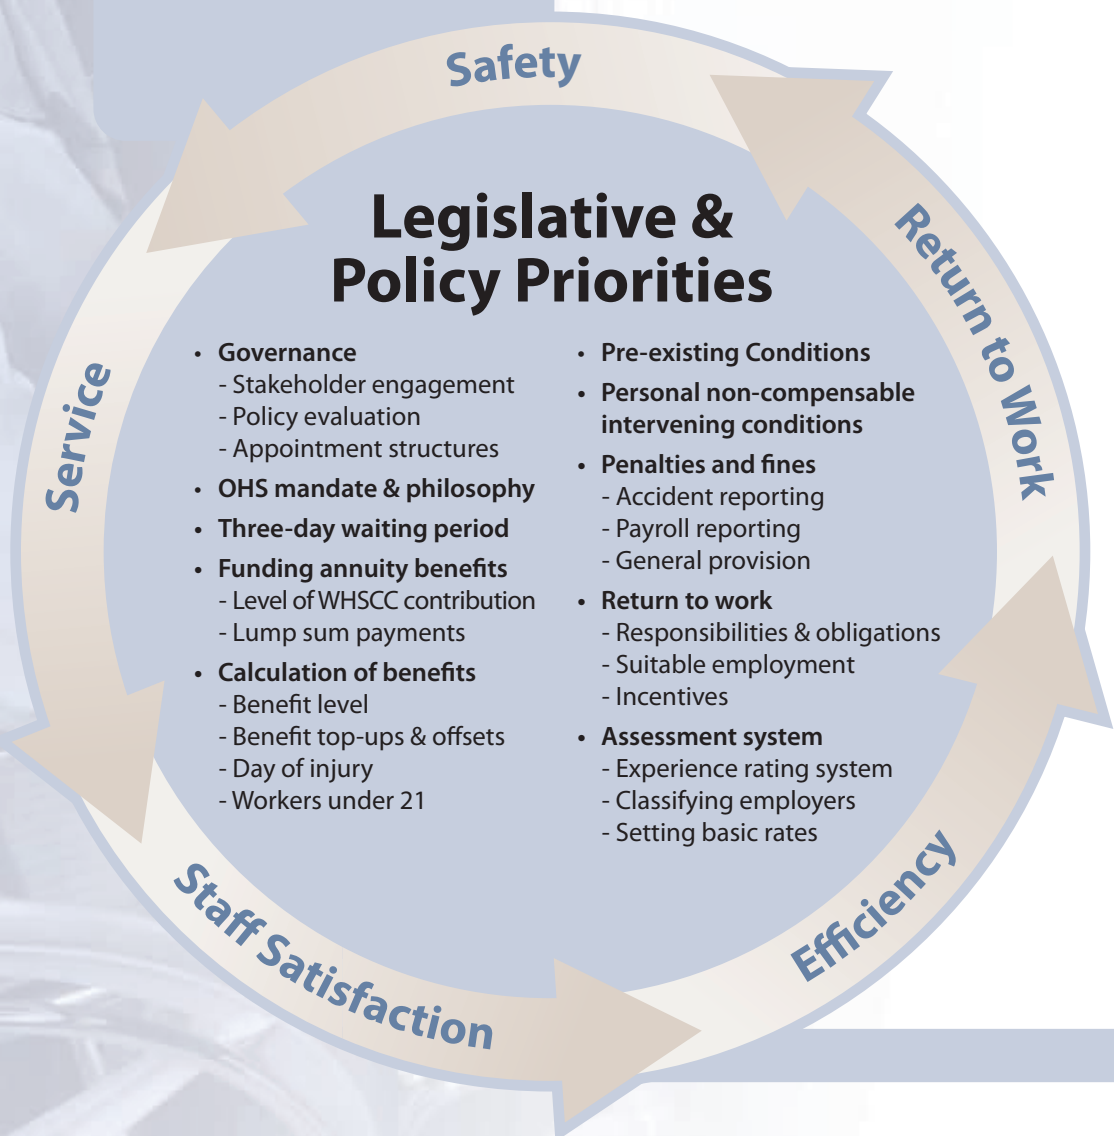 Safety
Return to Work
Legislative &
Policy Priorities
• Governance
- Stakeholder engagement
- Policy evaluation
- Appointment structures
• OHS mandate & philosophy
• Three-day waiting period
• Funding annuity benefits
- Level of WHSCC contribution
- Lump sum payments
• Calculation of benefits
- Benefit level
- Benefit top-ups & offsets
- Day of injury
- Workers under 21
• Pre-existing Conditions
• Personal non-compensable
intervening conditions
• Penalties and fines
- Accident reporting
- Payroll reporting
- General provision
• Return to work
- Responsibilities & obligations
- Suitable employment
- Incentives
• Assessment system
- Experience rating system
- Classifying employers
- Setting basic rates
Service
Staff Satisfaction
Efficiency